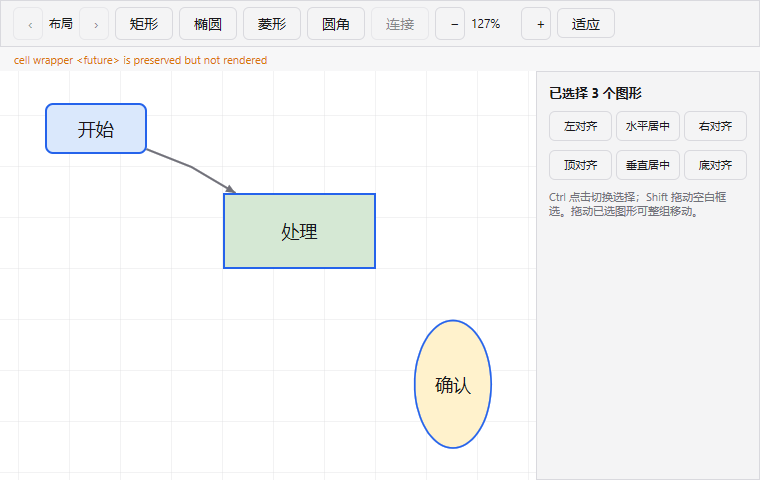 ‹ 布局 › 矩形 椭圆 菱形 圆角 连接 − 127% + 适应
cell wrapper <future> is preserved but not rendered
开始
处理
确认
已选择 3 个图形
左对齐 水平居中 右对齐
顶对齐 垂直居中 底对齐
Ctrl 点击切换选择；Shift 拖动空白框
选。拖动已选图形可整组移动。